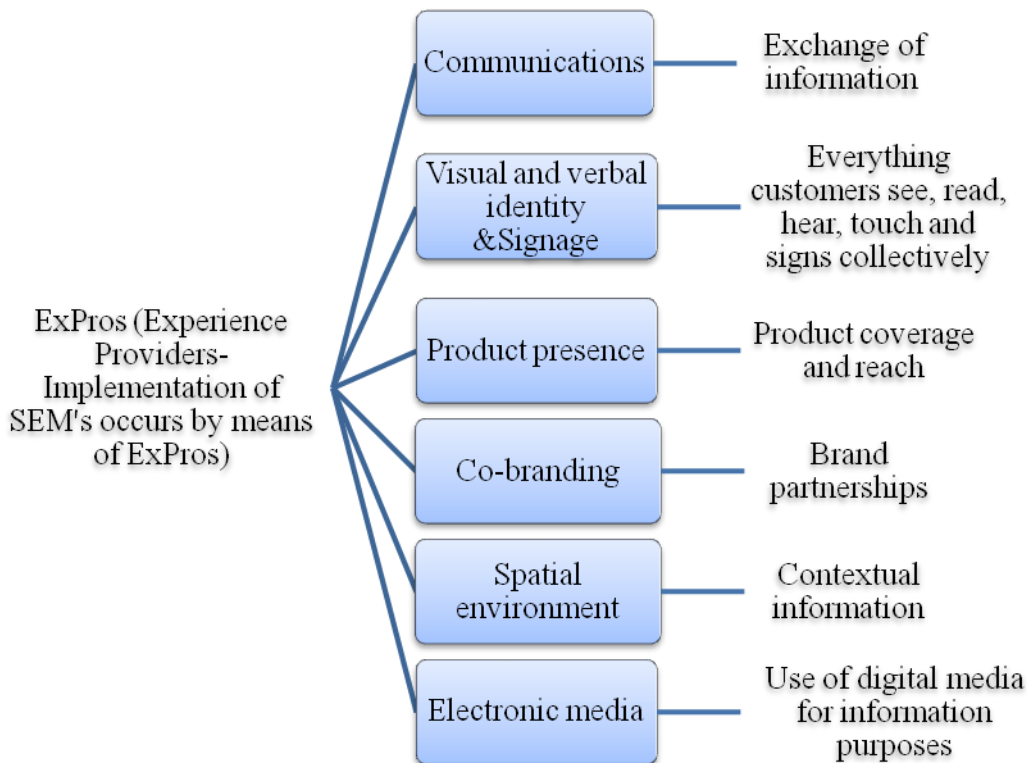 ExPros (Experience
Providers-
Implementation of
SEM's occurs by means
of ExPros)
Communications
Exchange of
information
Visual and verbal
identity
&Signage
Everything
customers see, read,
hear, touch and
signs collectively
Product presence
Product coverage
and reach
Co-branding
Brand
partnerships
Spatial
environment
Contextual
information
Electronic media
Use of digital media
for information
purposes